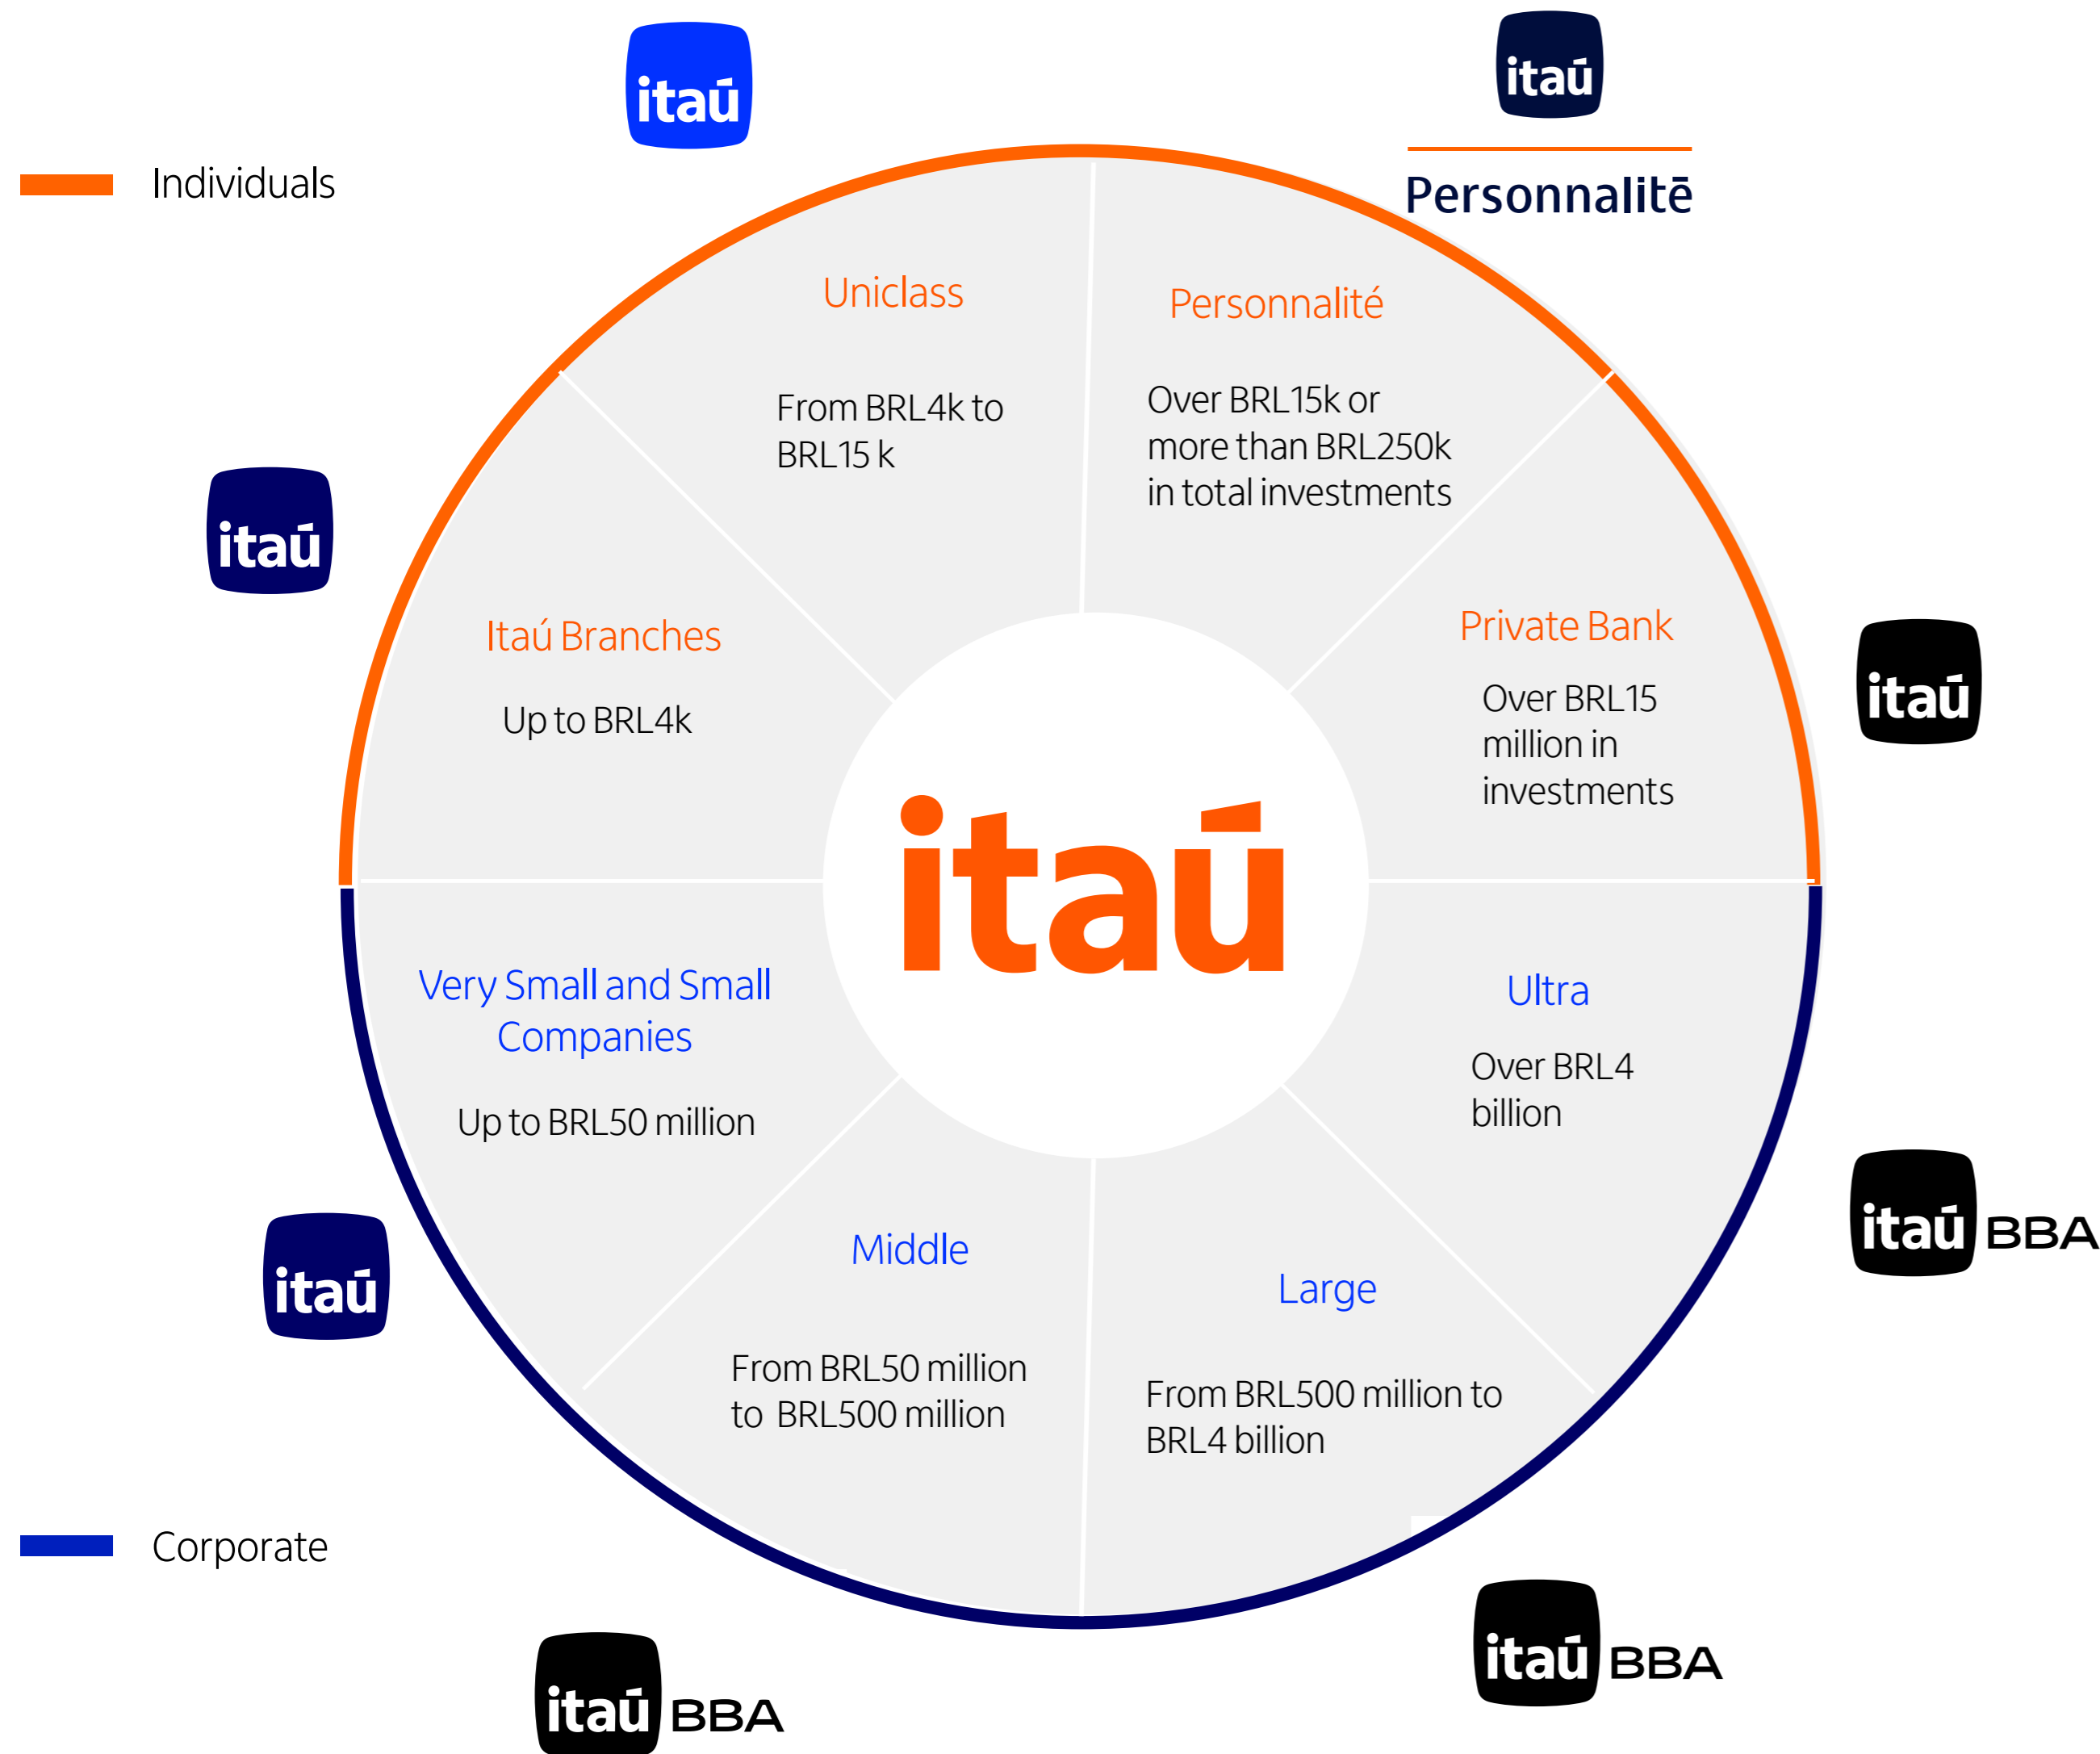 itaú
itaú
Personnalitē
Individuals
Uniclass
From BRL4k to
BRL15 k
Personnalité
Over BRL15k or
more than BRL250k
in total investments
itaú
Itaú Branches
Up to BRL4k
Private Bank
Over BRL15
million in
investments
itaú
itaú
Very Small and Small
Companies
Up to BRL50 million
Ultra
Over BRL4
billion
itaú BBA
itaú
Middle
From BRL50 million
to BRL500 million
Large
From BRL500 million to
BRL4 billion
Corporate
itaú BBA
itaú BBA